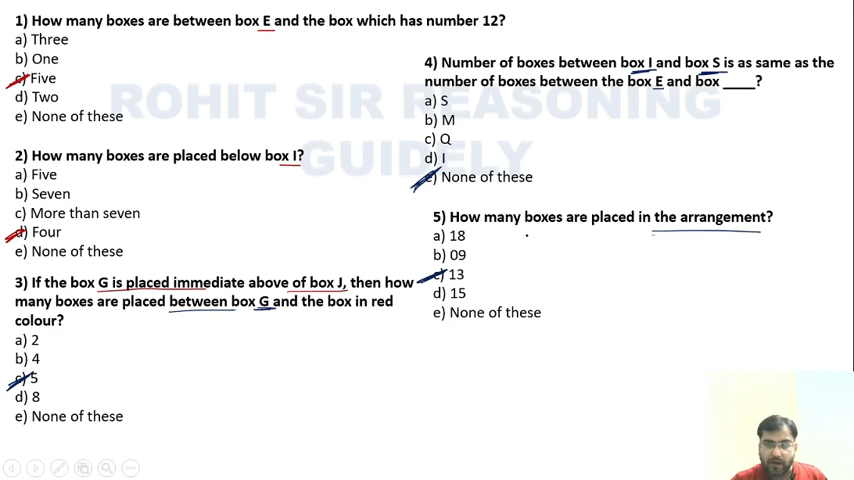 1) How many boxes are between box E and the box which has number 12?
a) Three
b) One
c) Five
d) Two
e) None of these
2) How many boxes are placed below box I?
a) Five
b) Seven
c) More than seven
d) Four
e) None of these
3) If the box G is placed immediate above of box J, then how
many boxes are placed between box G and the box in red
colour?
a) 2
b) 4
c) 5
d) 8
e) None of these
4) Number of boxes between box I and box S is as same as the
number of boxes between the box E and box ____?
a) S
b) M
c) Q
d) I
e) None of these
5) How many boxes are placed in the arrangement?
a) 18
b) 09
c) 13
d) 15
e) None of these
ROHIT SIR REASONING
GUIDELY